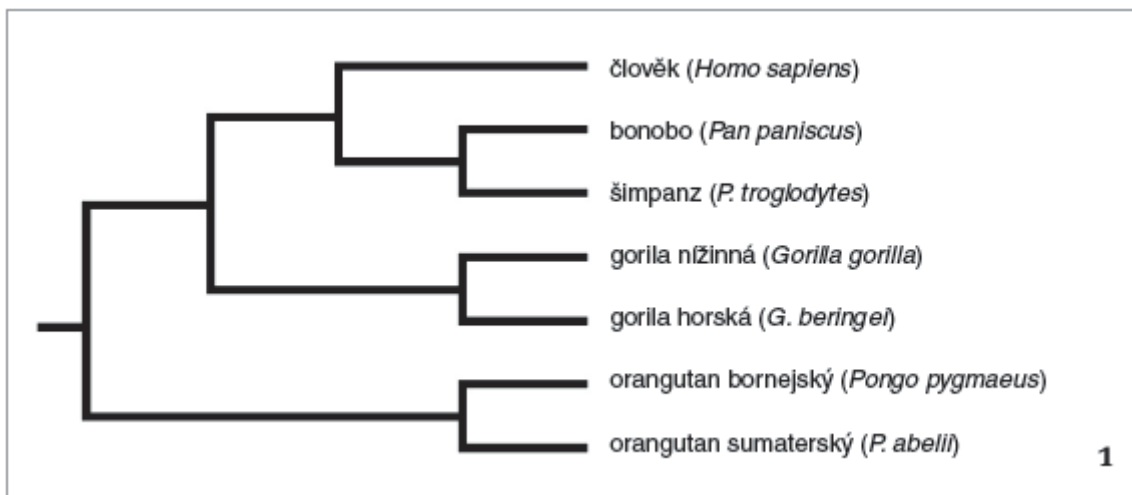 člověk (Homo sapiens)
bonobo (Pan paniscus)
šimpanz (P. troglodytes)
gorila nížinná (Gorilla gorilla)
gorila horská (G. beringei)
orangutan bornejský (Pongo pygmaeus)
orangutan sumaterský (P. abelii)
1